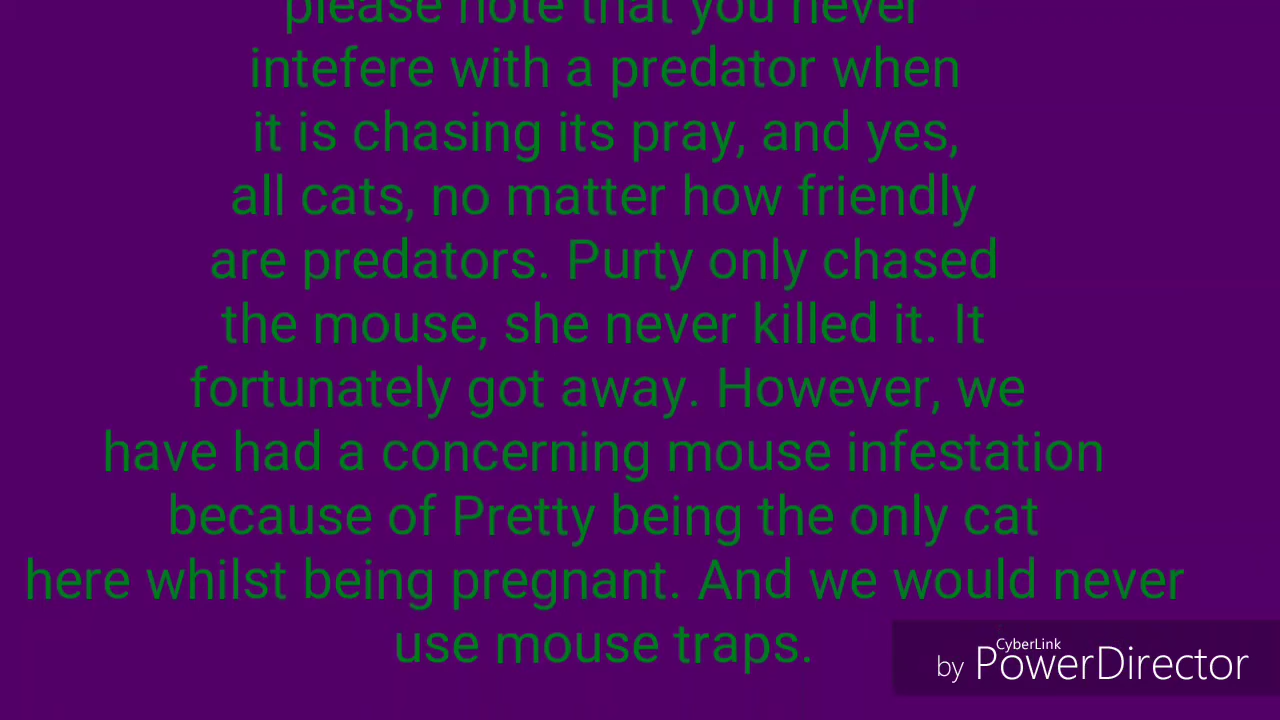 please note that you never
intefere with a predator when
it is chasing its pray, and yes,
all cats, no matter how friendly
are predators. Purty only chased
the mouse, she never killed it. It
fortunately got away. However, we
have had a concerning mouse infestation
because of Pretty being the only cat
here whilst being pregnant. And we would never
use mouse traps.
CyberLink
by PowerDirector